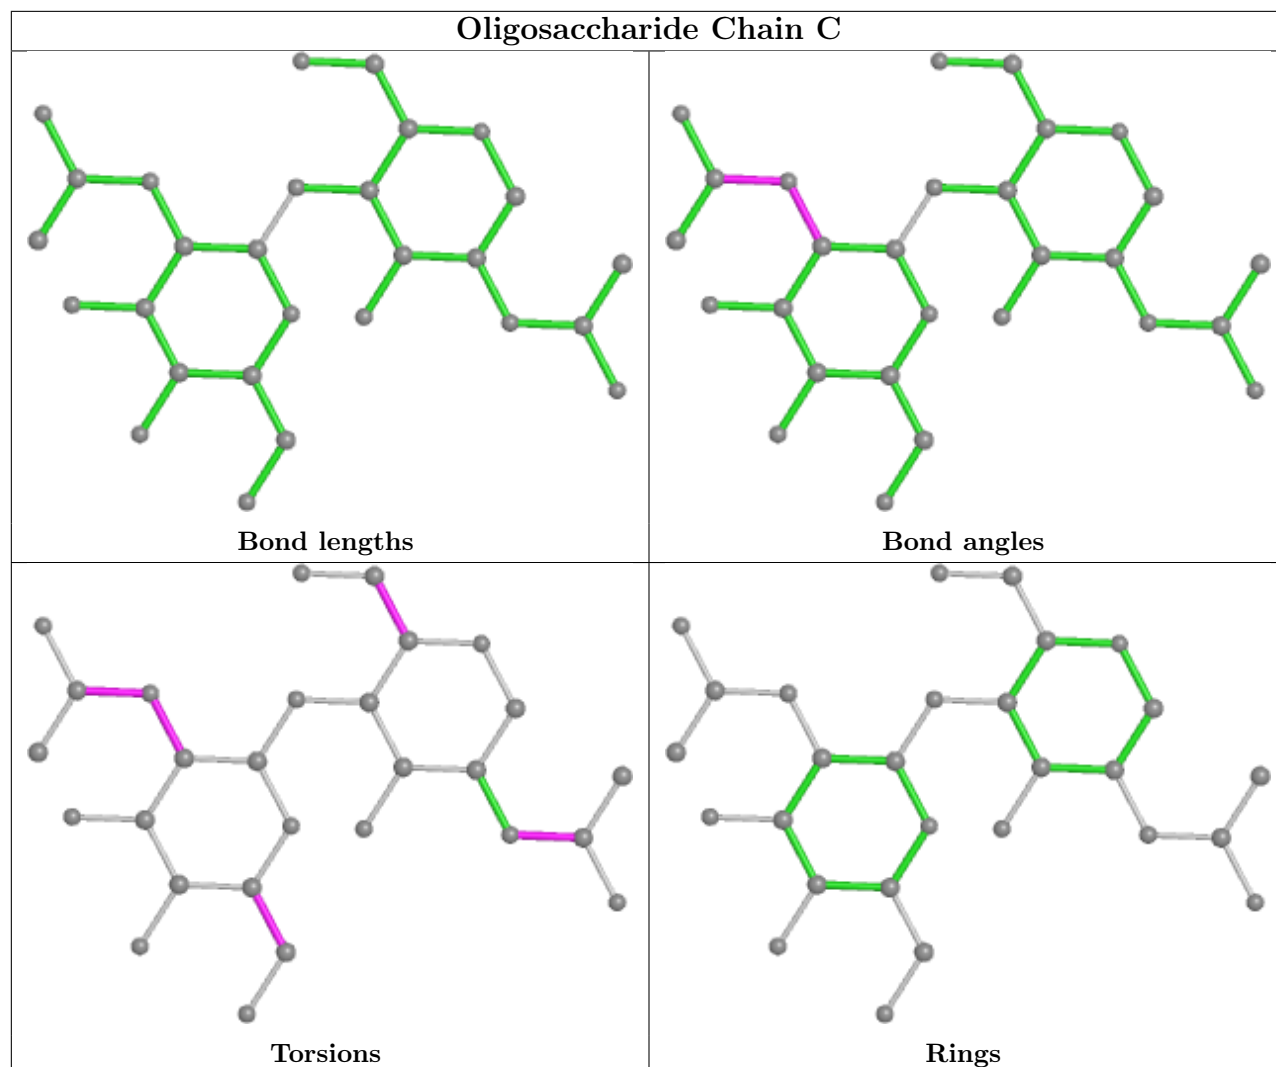 Oligosaccharide Chain C
Bond lengths
Bond angles
Torsions
Rings